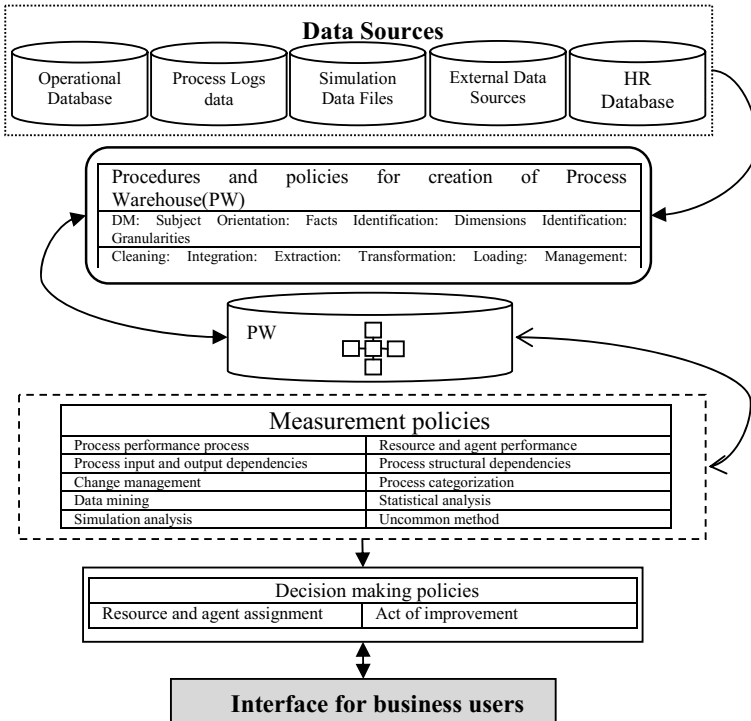 Data Sources
Operational
Database
Process Logs
data
Simulation
Data Files
External Data
Sources
HR
Database
Procedures and policies for creation of Process
Warehouse(PW)
DM: Subject Orientation: Facts Identification: Dimensions Identification:
Granularities
Cleaning: Integration: Extraction: Transformation: Loading: Management:
PW
Measurement policies
Process performance process
Resource and agent performance
Process input and output dependencies
Process structural dependencies
Change management
Process categorization
Data mining
Statistical analysis
Simulation analysis
Uncommon method
Decision making policies
Resource and agent assignment
Act of improvement
Interface for business users